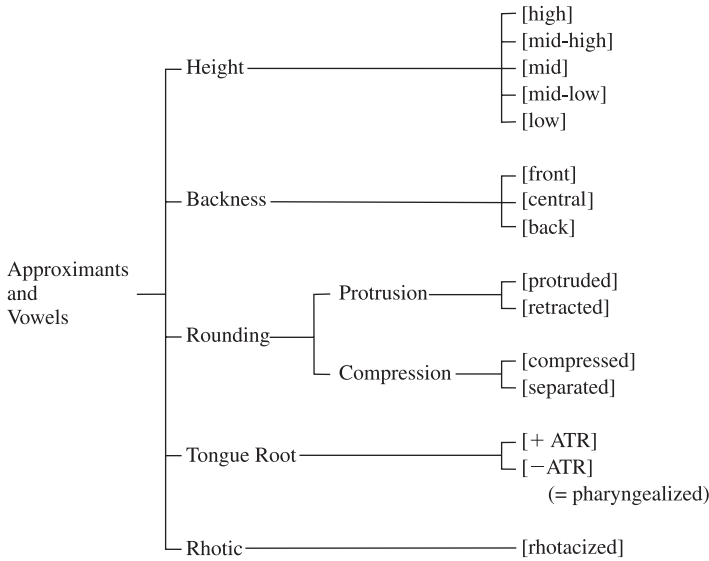 [high]
[mid-high]
Height
[mid]
[mid-low]
[low]
[front]
Backness
[central]
[back]
Approximants
and
Vowels
Protrusion
[protruded]
[retracted]
Rounding
Compression
[compressed]
[separated]
Tongue Root
[+ ATR]
[−ATR]
(= pharyngealized)
Rhotic
[rhotacized]